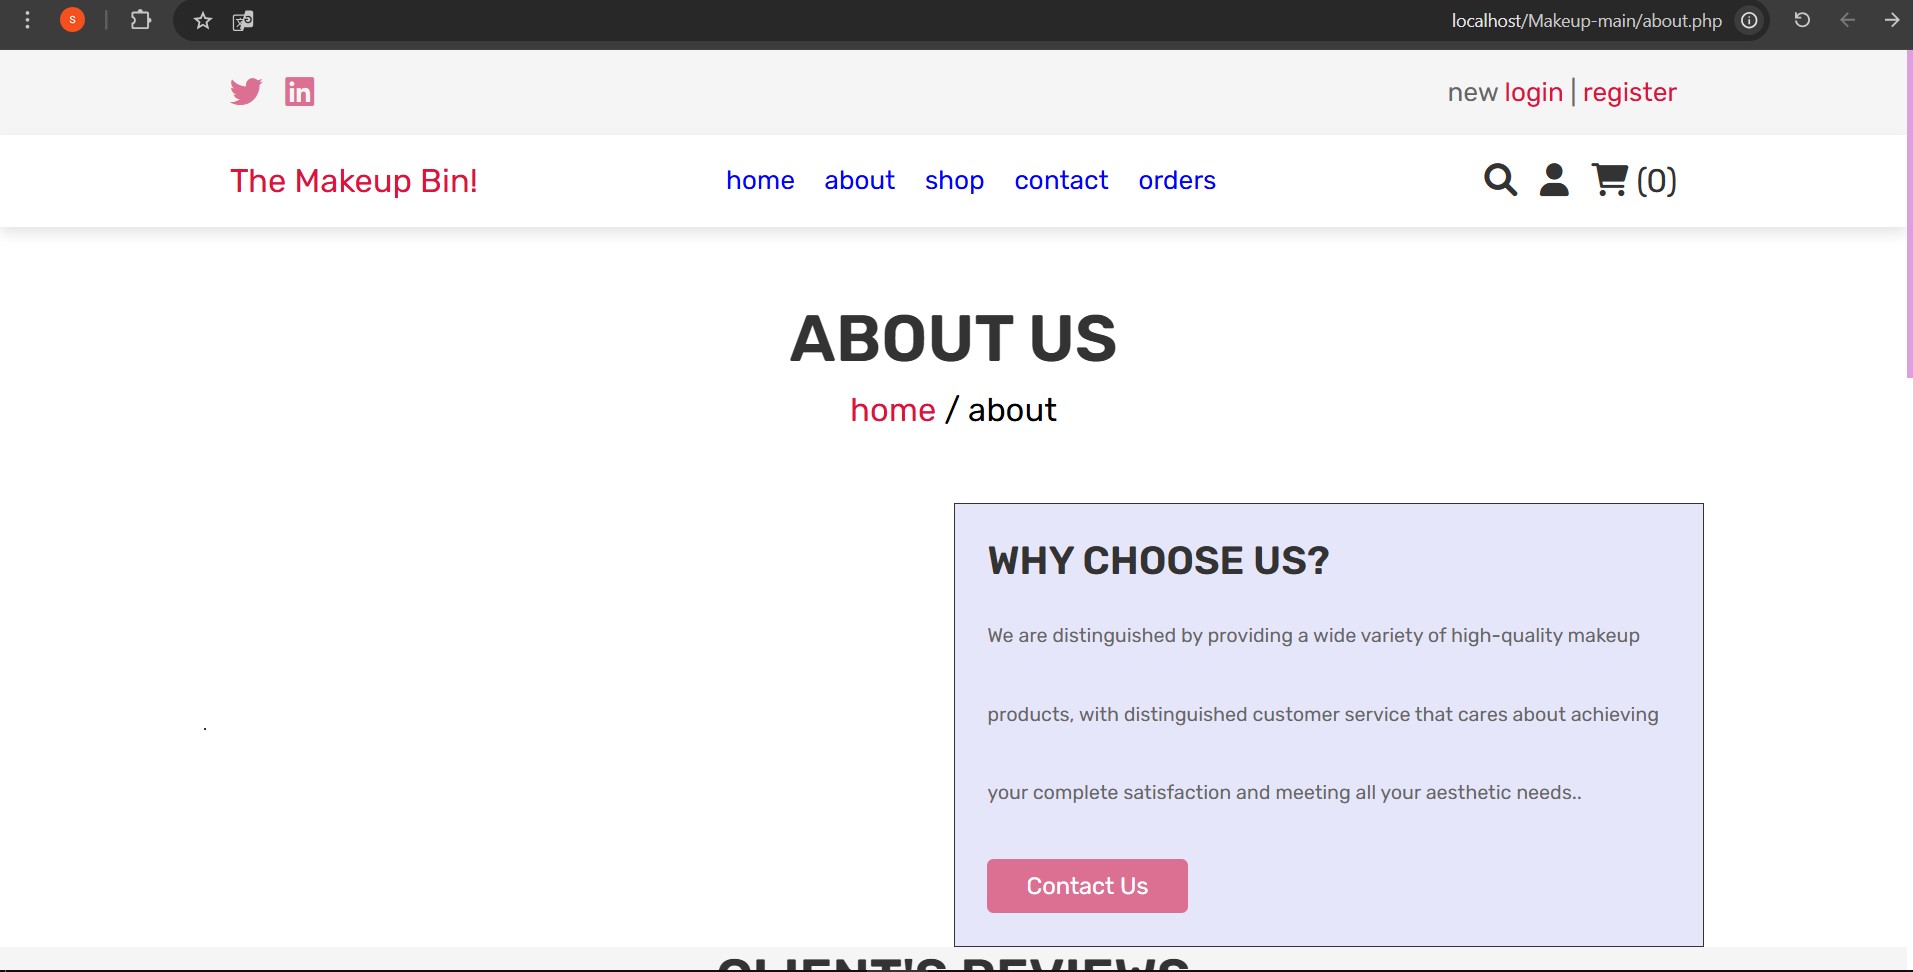 S
localhost/Makeup-main/about.php
new login | register
The Makeup Bin!
home about shop contact orders
(0)
ABOUT US
home / about
WHY CHOOSE US?
We are distinguished by providing a wide variety of high-quality makeup
products, with distinguished customer service that cares about achieving
your complete satisfaction and meeting all your aesthetic needs..
Contact Us
CLIENT'S REVIEWS